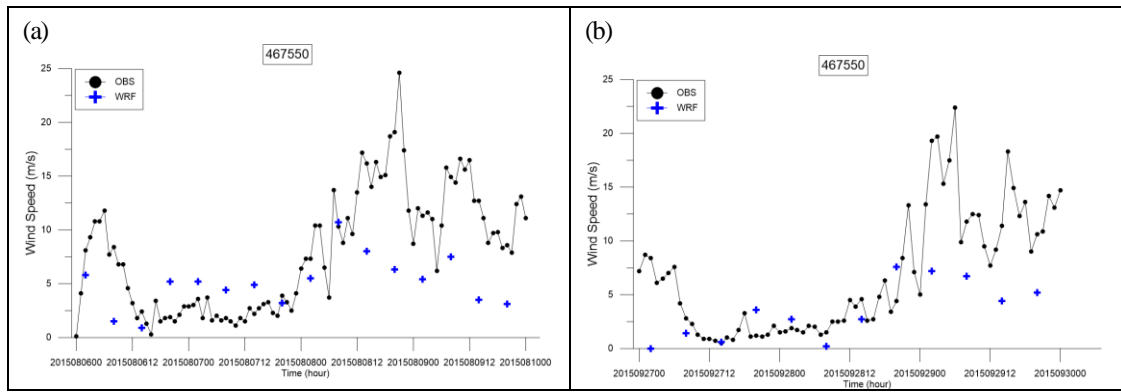 (a)
467550
OBS
WRF
25
20
15
10
5
0
Wind Speed (m/s)
2015080600 2015080612 2015080700 2015080712 2015080800 2015080812 2015080900 2015080912 2015081000
Time (hour)
(b)
467550
OBS
WRF
25
20
15
10
5
0
Wind Speed (m/s)
2015092700 2015092712 2015092800 2015092812 2015092900 2015092912 2015093000
Time (hour)